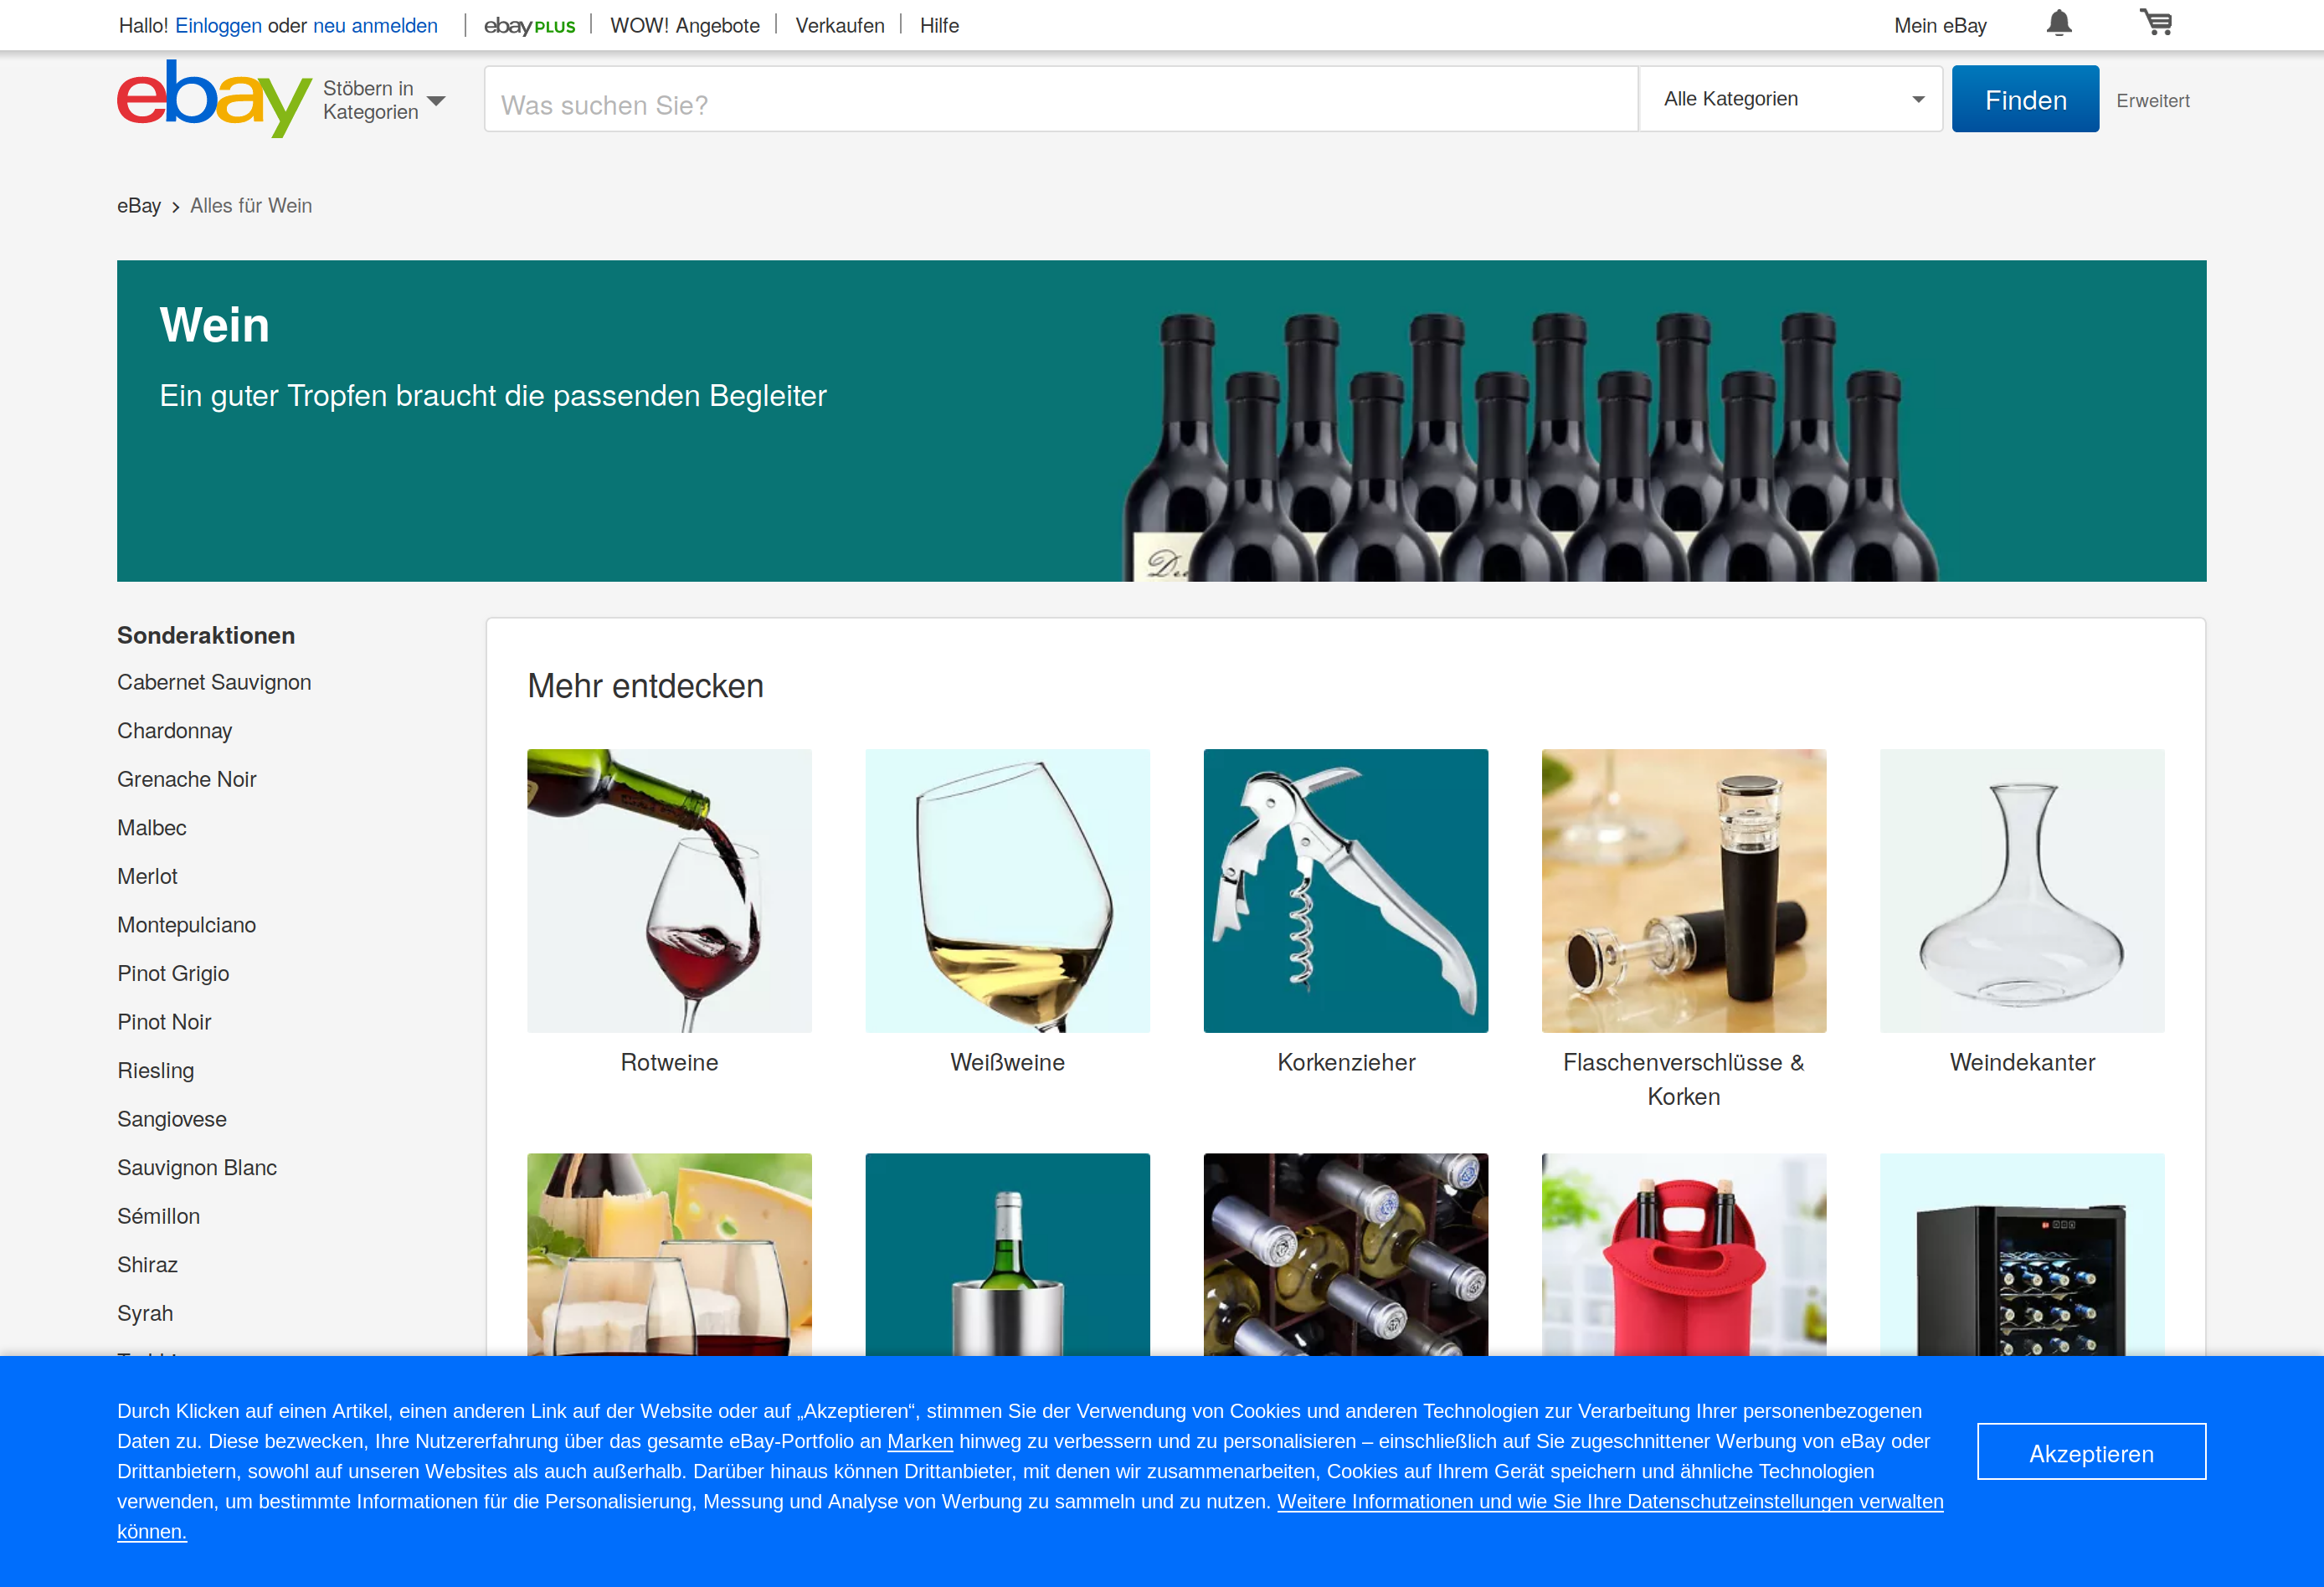 Hallo! Einloggen oder neu anmelden
ebay PLUS
WOW! Angebote
Verkaufen
Hilfe
Mein eBay
ebay
Stöbern in
Kategorien
Was suchen Sie?
Alle Kategorien
Finden
Erweitert
eBay
Alles für Wein
Wein
Ein guter Tropfen braucht die passenden Begleiter
Sonderaktionen
Cabernet Sauvignon
Chardonnay
Grenache Noir
Malbec
Merlot
Montepulciano
Pinot Grigio
Pinot Noir
Riesling
Sangiovese
Sauvignon Blanc
Sémillon
Shiraz
Syrah
Mehr entdecken
Rotweine
Weißweine
Korkenzieher
Flaschenverschlüsse &
Korken
Weindekanter
Durch Klicken auf einen Artikel, einen anderen Link auf der Website oder auf „Akzeptieren“, stimmen Sie der Verwendung von Cookies und anderen Technologien zur Verarbeitung Ihrer personenbezogenen
Daten zu. Diese bezwecken, Ihre Nutzererfahrung über das gesamte eBay-Portfolio an Marken hinweg zu verbessern und zu personalisieren – einschließlich auf Sie zugeschnittener Werbung von eBay oder
Drittanbietern, sowohl auf unseren Websites als auch außerhalb. Darüber hinaus können Drittanbieter, mit denen wir zusammenarbeiten, Cookies auf Ihrem Gerät speichern und ähnliche Technologien
verwenden, um bestimmte Informationen für die Personalisierung, Messung und Analyse von Werbung zu sammeln und zu nutzen. Weitere Informationen und wie Sie Ihre Datenschutzeinstellungen verwalten
können.
Akzeptieren